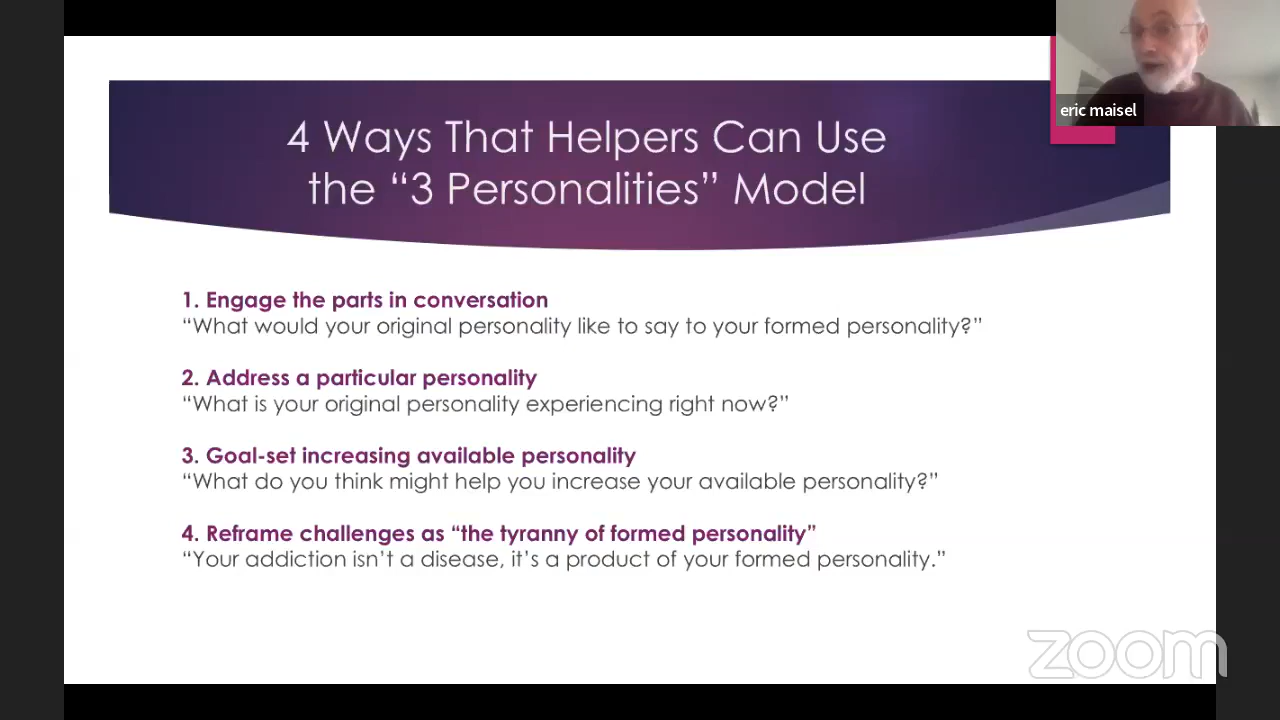 4 Ways That Helpers Can Use
the “3 Personalities” Model
eric maisel
1. Engage the parts in conversation
“What would your original personality like to say to your formed personality?”
2. Address a particular personality
“What is your original personality experiencing right now?”
3. Goal-set increasing available personality
“What do you think might help you increase your available personality?”
4. Reframe challenges as “the tyranny of formed personality”
“Your addiction isn’t a disease, it’s a product of your formed personality.”
zoom